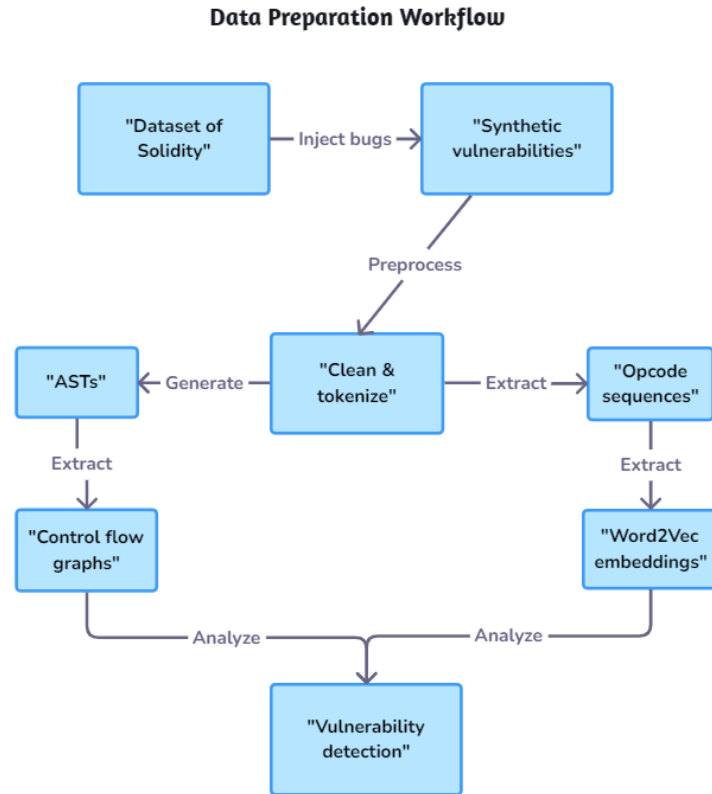 Data Preparation Workflow
"Dataset of
Solidity"
Inject bugs
"Synthetic
vulnerabilities"
Preprocess
"ASTs"
Generate
"Clean &
tokenize"
Extract
"Opcode
sequences"
Extract
Extract
"Control flow
graphs"
"Word2Vec
embeddings"
Analyze
Analyze
"Vulnerability
detection"